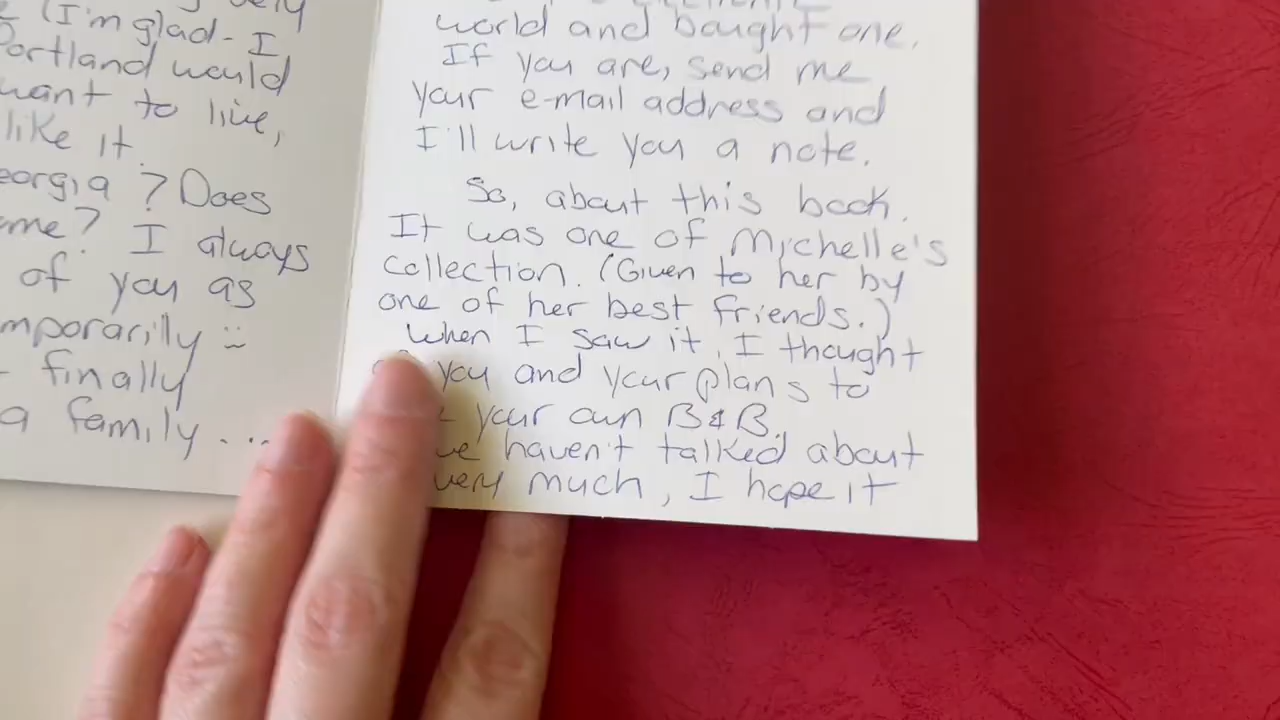 (I'm glad - I
Portland would
want to live,
like it.
? Does
? I always
of you as
finally
a family....
world and bought one.
If you are, send me
your e-mail address and
I'll write you a note.
So, about this book.
It was one of Michelle's
collection. (Given to her by
one of her best friends.)
When I saw it, I thought
you and your plans to
your own B&B.
haven't talked about
very much, I hope it